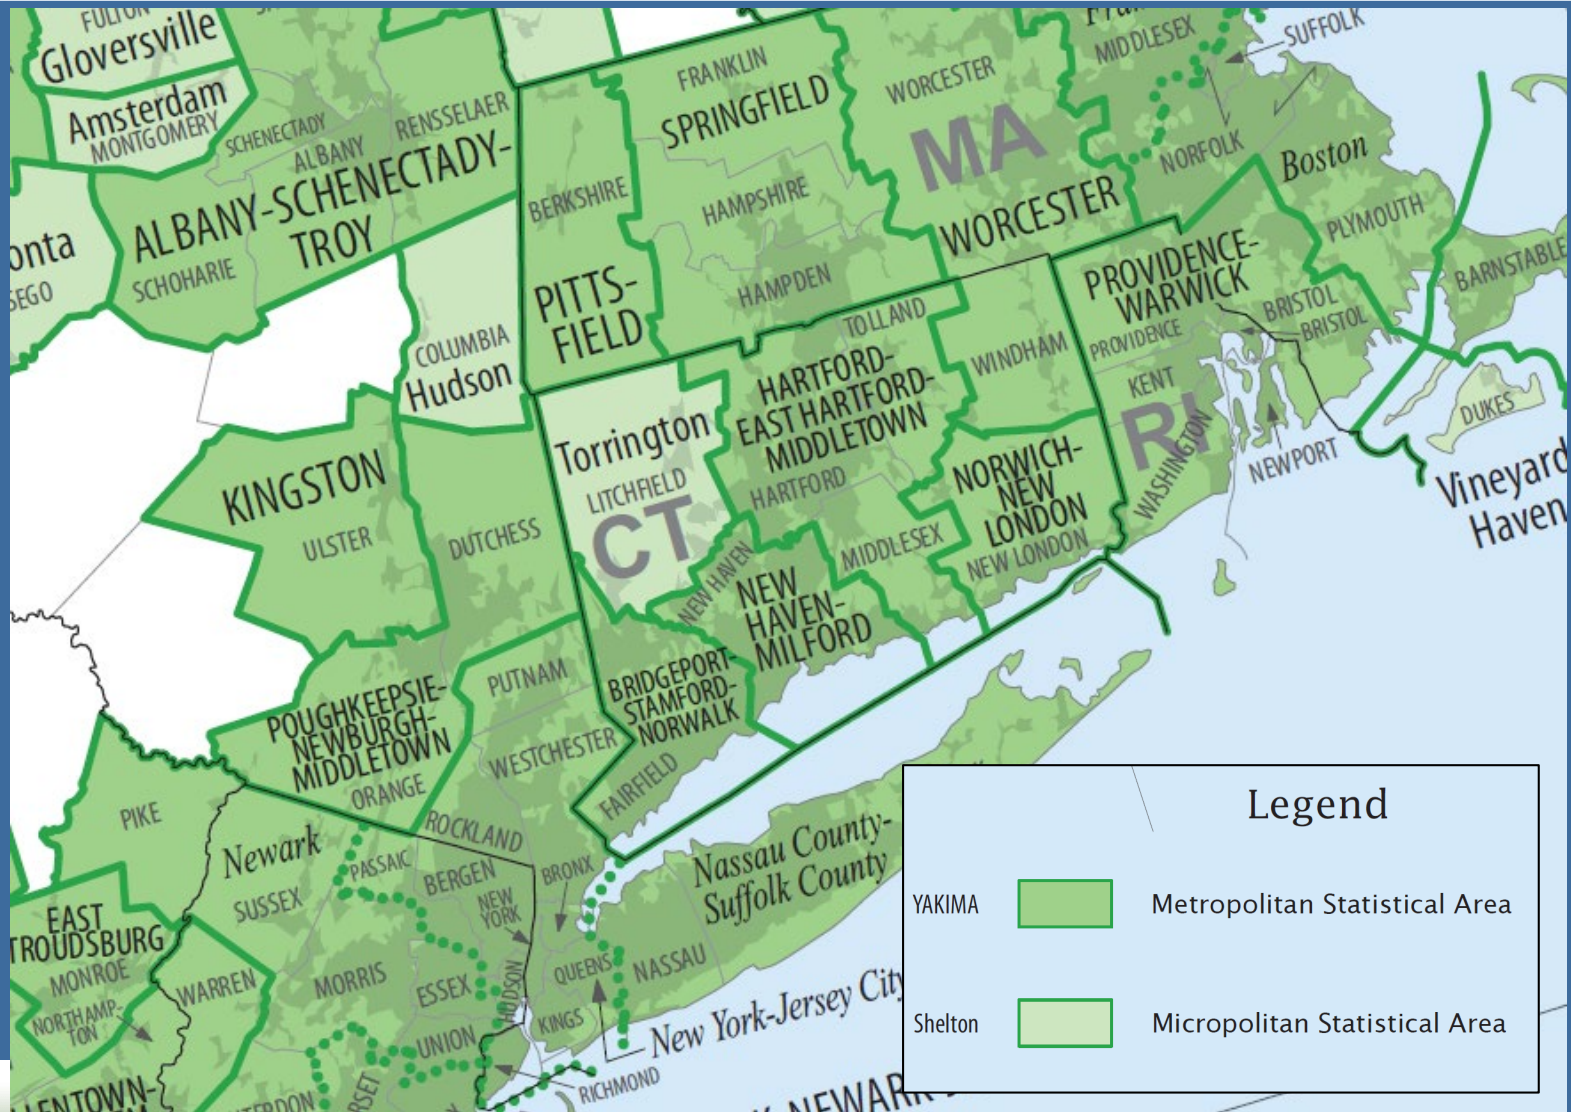 FULTON
Gloversville
Amsterdam
MONTGOMERY
SCHENECTADY
ALBANY
RENSSELAER
ALBANY-SCHENECTADY-
TROY
SCHOHARIE
onta
SEGO
COLUMBIA
Hudson
BERKSHIRE
PITTS-
FIELD
FRANKLIN
SPRINGFIELD
HAMPSHIRE
HAMPDEN
WORCESTER
MA
WORCESTER
MIDDLESEX
SUFFOLK
NORFOLK
Boston
PLYMOUTH
BARNSTABLE
PROVIDENCE-
WARWICK
BRISTOL
BRISTOL
PROVIDENCE
KENT
RI
WASHINGTON
NEWPORT
DUKES
Vineyard
Haven
TOLLAND
WINDHAM
HARTFORD-
EAST HARTFORD-
MIDDLETOWN
HARTFORD
Torrington
LITCHFIELD
CT
NORWICH-
NEW
LONDON
NEW LONDON
MIDDLESEX
NEW HAVEN
NEW
HAVEN-
MILFORD
BRIDGEPORT-
STAMFORD-
NORWALK
FAIRFIELD
KINGSTON
ULSTER
DUTCHESS
PUTNAM
POUGHKEEPSIE-
NEWBURGH-
MIDDLETOWN
ORANGE
WESTCHESTER
ROCKLAND
PIKE
Newark
SUSSEX
PASSAIC
BERGEN
BRONX
NEW
YORK
Nassau County-
Suffolk County
EAST
TROUDSBURG
MONROE
NORTHAMP-
TON
WARREN
MORRIS
ESSEX
HUDSON
QUEENS
NASSAU
UNION
KINGS
New York-Jersey City
RICHMOND
LLENTOWN-
TERDON
RSET
-NEWARK-
Legend
YAKIMA
Metropolitan Statistical Area
Shelton
Micropolitan Statistical Area